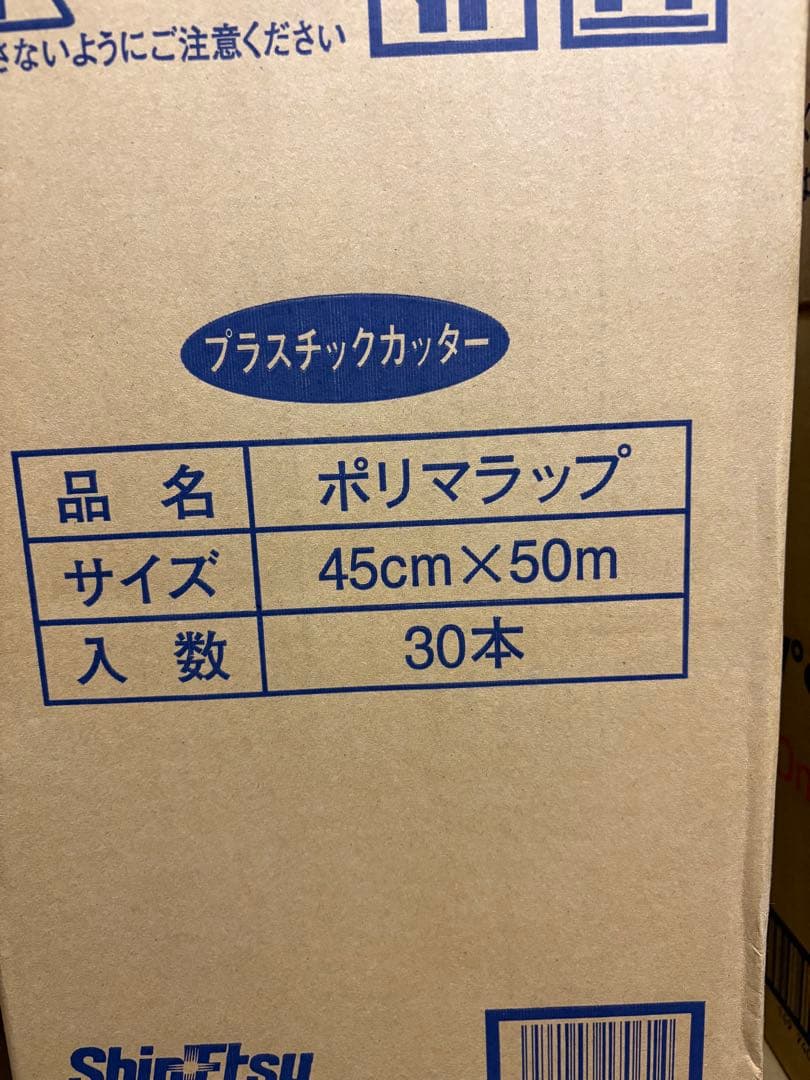 さないようにご注意ください
プラスチックカッター
品 名 ポリマラップ
サイズ 45cm×50m
入 数 30本
Shin-Etsu